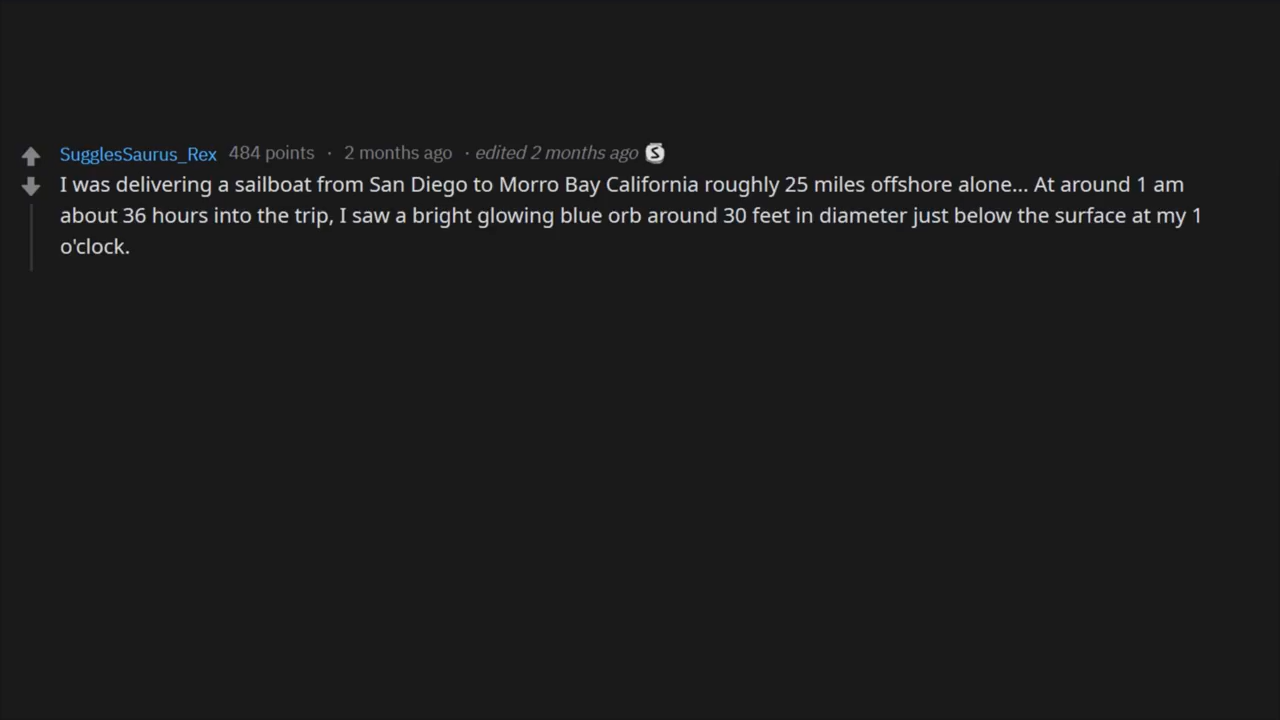 SugglesSaurus_Rex 484 points · 2 months ago · edited 2 months ago S
I was delivering a sailboat from San Diego to Morro Bay California roughly 25 miles offshore alone... At around 1 am
about 36 hours into the trip, I saw a bright glowing blue orb around 30 feet in diameter just below the surface at my 1
o'clock.